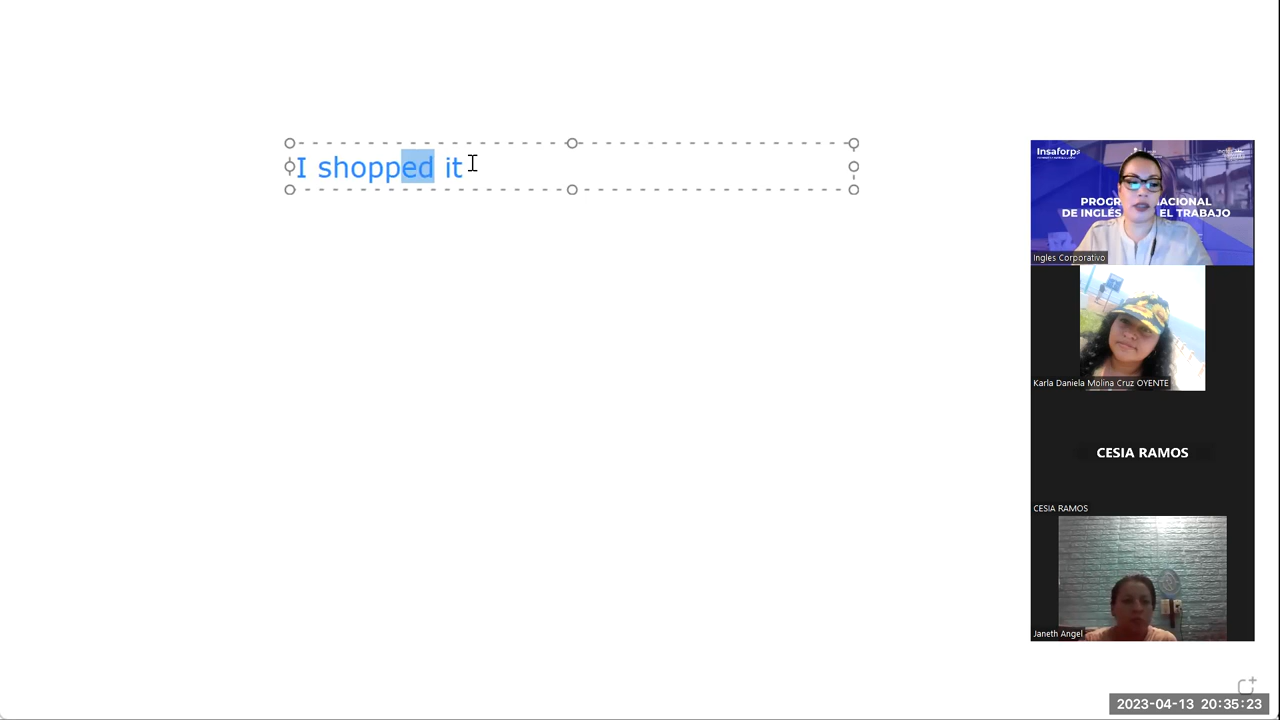 I shopped it
Insaforp
PROGR ACIONAL
DE INGLÉS EL TRABAJO
Ingles Corporativo
Karla Daniela Molina Cruz OYENTE
CESIA RAMOS
CESIA RAMOS
Janeth Angel
2023-04-13 20:35:23